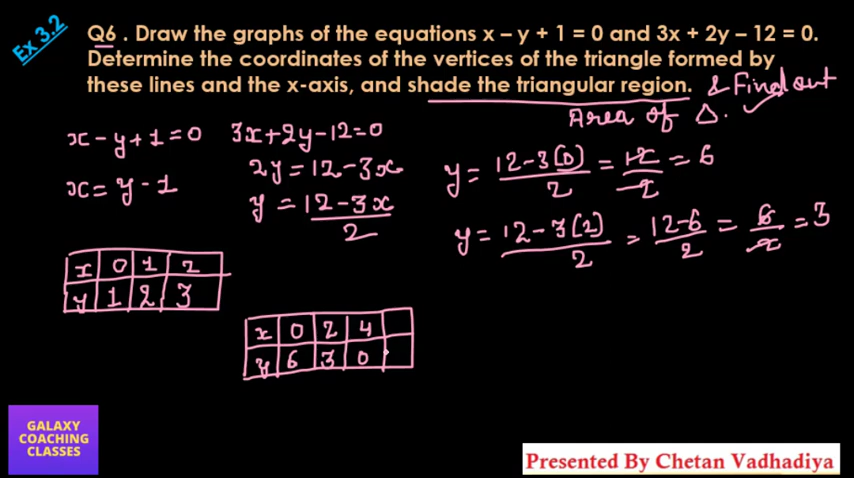 Ex 3.2
Q6 . Draw the graphs of the equations x – y + 1 = 0 and 3x + 2y – 12 = 0.
Determine the coordinates of the vertices of the triangle formed by
these lines and the x-axis, and shade the triangular region.
& Find out
Area of Δ. ✓
x - y + 1 = 0
x = y - 1
3x+2y-12=0
2y = 12-3x
y = 12-3x / 2
y = 12-3(0) / 2 = 12 / 2 = 6
y = 12-3(2) / 2 = 12-6 / 2 = 6 / 2 = 3
x 0 1 2
y 1 2 3
x 0 2 4
y 6 3 0
GALAXY
COACHING
CLASSES
Presented By Chetan Vadhadiya